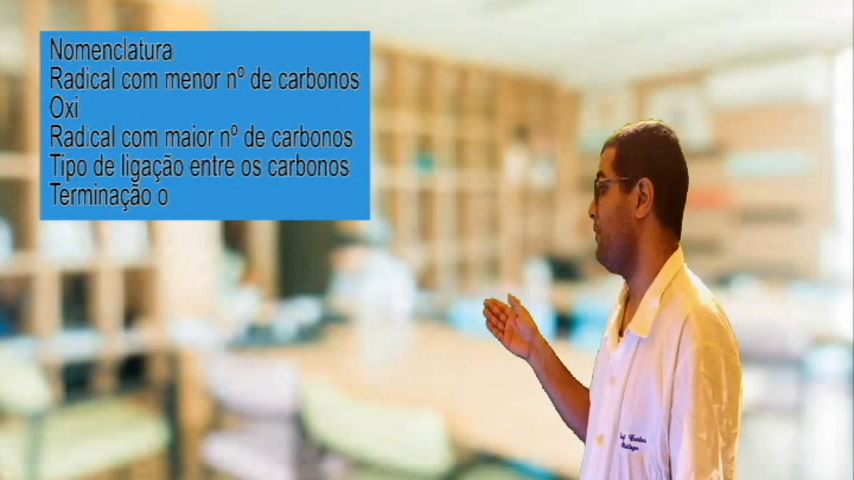 Nomenclatura
Radical com menor nº de carbonos
Oxi
Radical com maior nº de carbonos
Tipo de ligação entre os carbonos
Terminação o